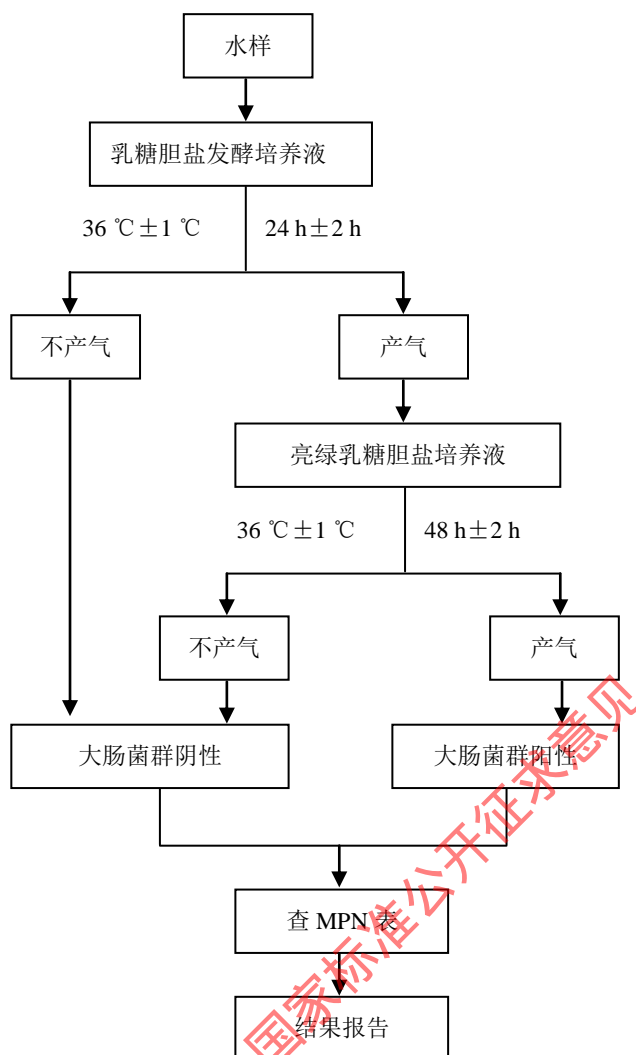 水样
乳糖胆盐发酵培养液
36 ℃±1 ℃ 24 h±2 h
不产气 产气
亮绿乳糖胆盐培养液
36 ℃±1 ℃ 48 h±2 h
不产气 产气
大肠菌群阴性 大肠菌群阳性
查 MPN 表
结果报告
国家标准公开征求意见